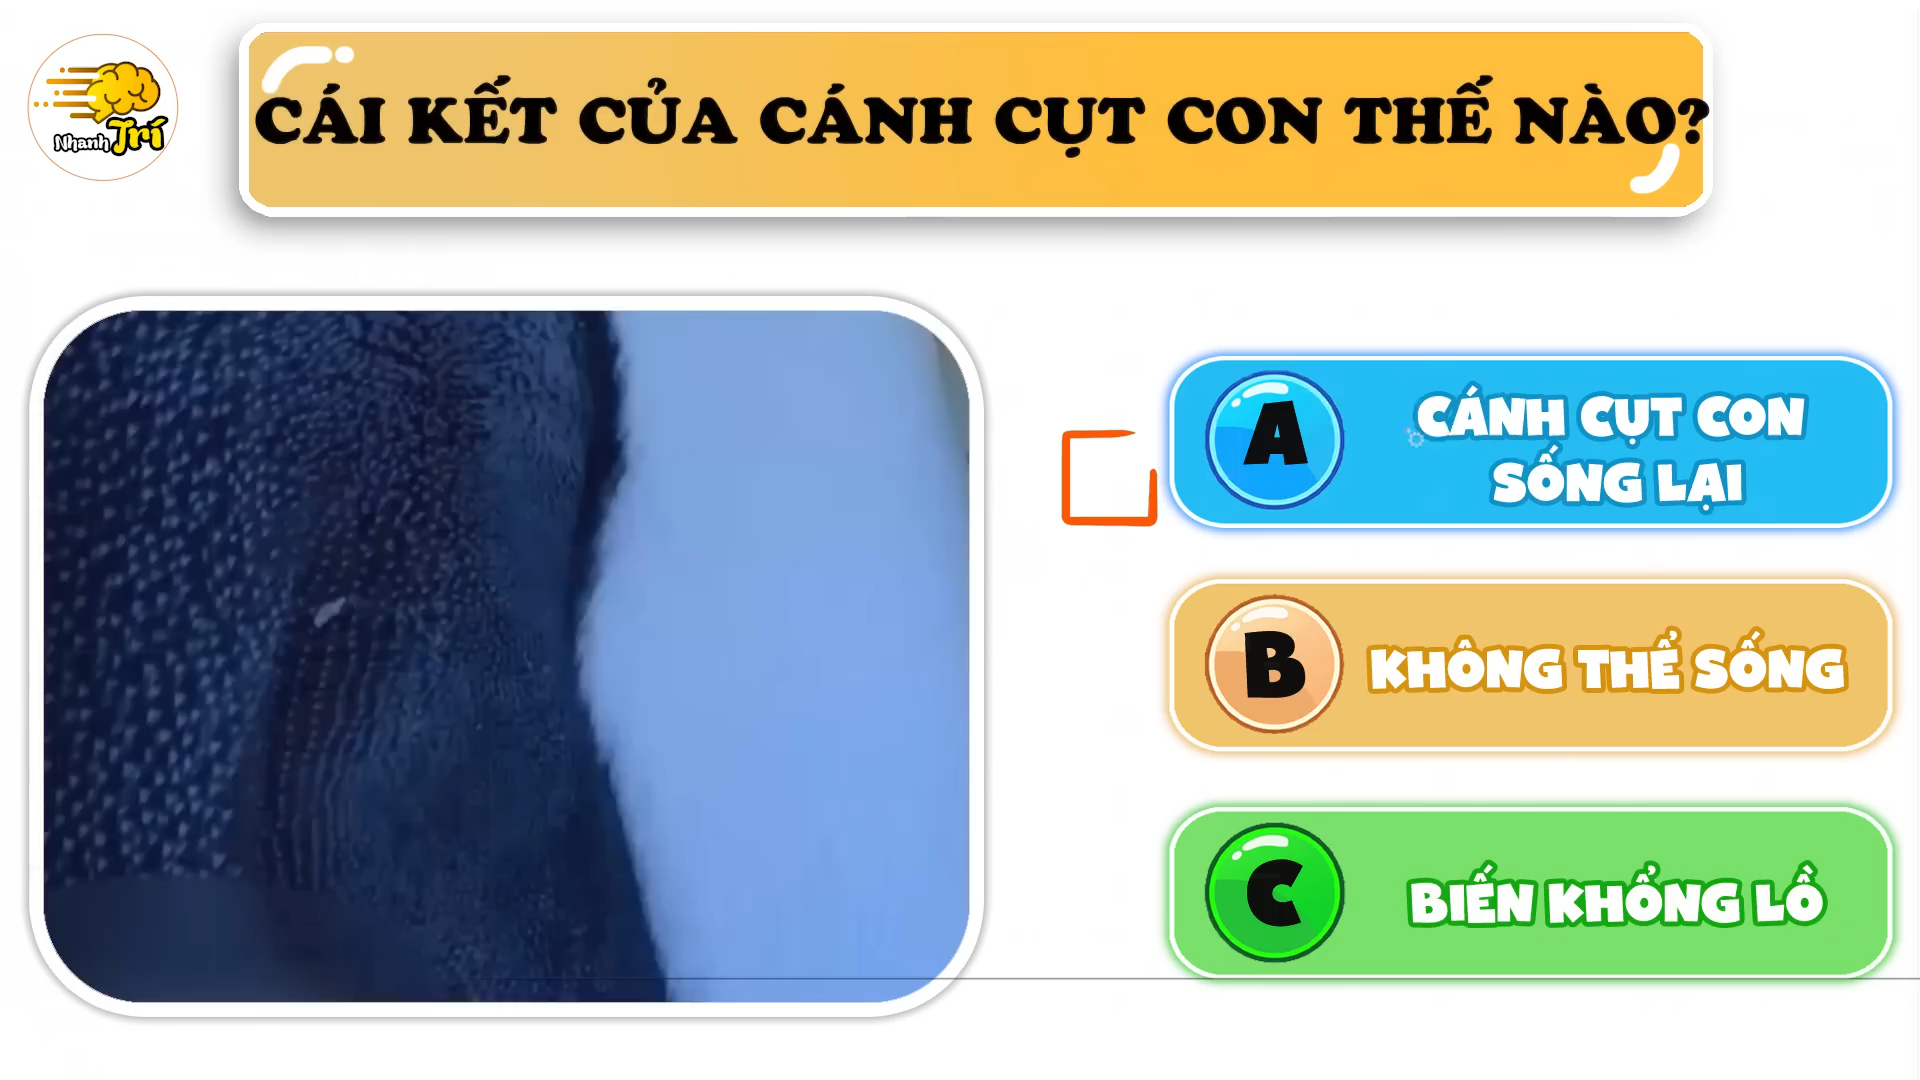 Nhanh Trí
CÁI KẾT CỦA CÁNH CỤT CON THẾ NÀO?
A
CÁNH CỤT CON
SỐNG LẠI
B
KHÔNG THỂ SỐNG
C
BIẾN KHỔNG LỒ